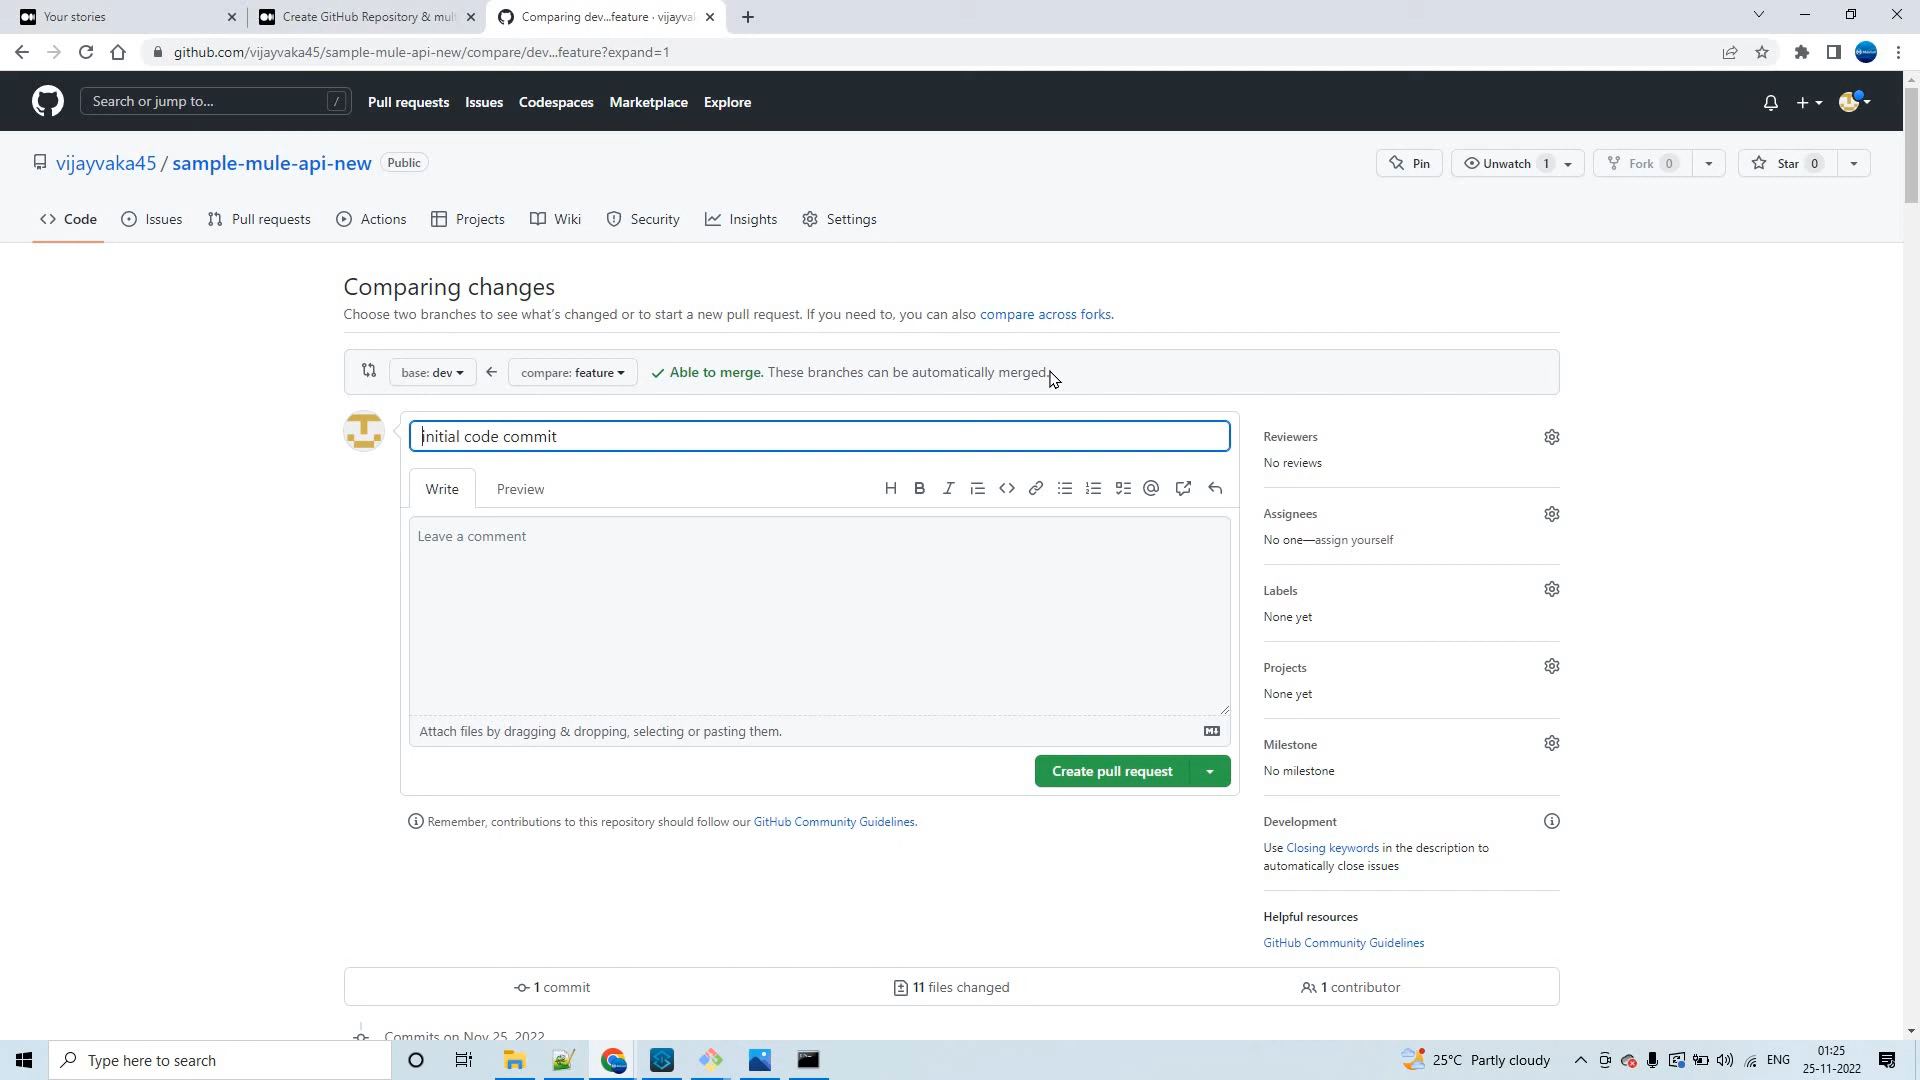 Your stories
Create GitHub Repository & mul
Comparing dev...feature · vijayva
github.com/vijayvaka45/sample-mule-api-new/compare/dev...feature?expand=1
Search or jump to... /
Pull requests Issues Codespaces Marketplace Explore
vijayvaka45 / sample-mule-api-new Public
Pin Unwatch 1 Fork 0 Star 0
Code Issues Pull requests Actions Projects Wiki Security Insights Settings
Comparing changes
Choose two branches to see what's changed or to start a new pull request. If you need to, you can also compare across forks.
base: dev compare: feature Able to merge. These branches can be automatically merged.
initial code commit
Write Preview
Leave a comment
Attach files by dragging & dropping, selecting or pasting them.
Create pull request
Remember, contributions to this repository should follow our GitHub Community Guidelines.
Reviewers
No reviews
Assignees
No one—assign yourself
Labels
None yet
Projects
None yet
Milestone
No milestone
Development
Use Closing keywords in the description to
automatically close issues
Helpful resources
GitHub Community Guidelines
1 commit 11 files changed 1 contributor
Commits on Nov 25, 2022
Type here to search
25°C Partly cloudy
ENG
01:25
25-11-2022